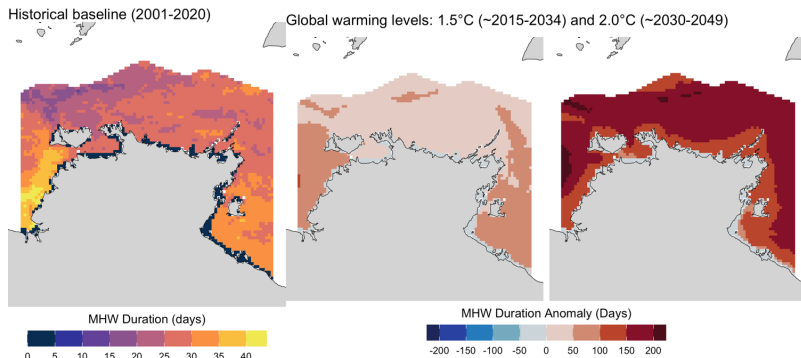 Historical baseline (2001-2020)
Global warming levels: 1.5°C (~2015-2034) and 2.0°C (~2030-2049)
MHW Duration (days)
0 5 10 15 20 25 30 35 40
MHW Duration Anomaly (Days)
-200 -150 -100 -50 0 50 100 150 200